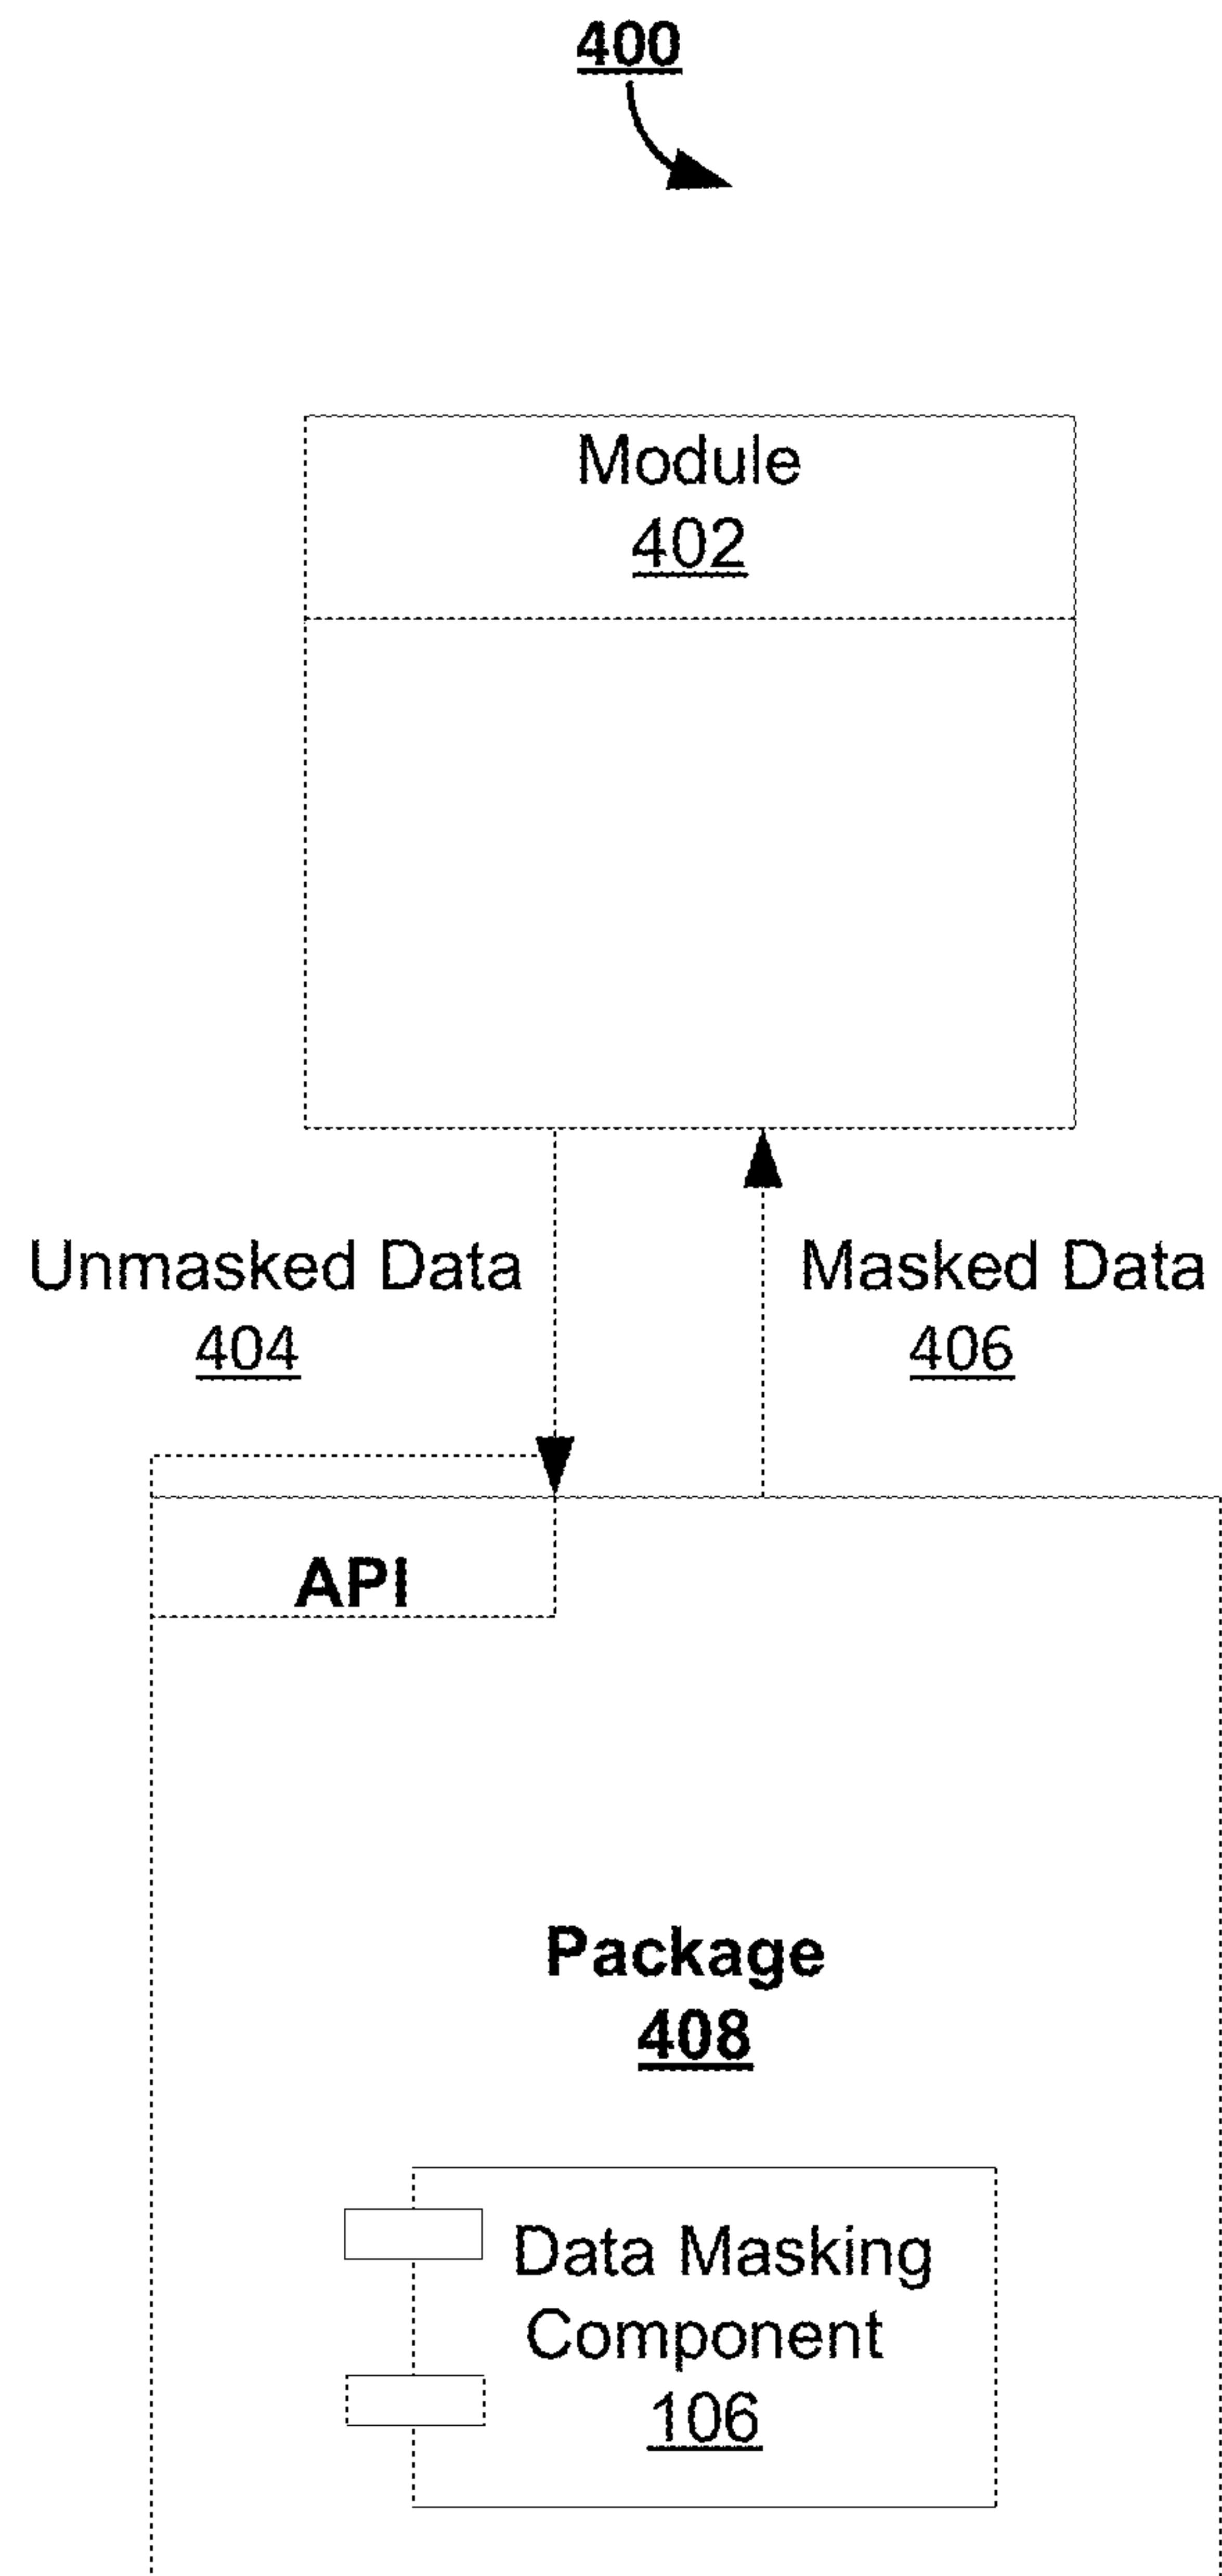 400
Module
402
Unmasked Data
404
Masked Data
406
API
Package
408
Data Masking
Component
106